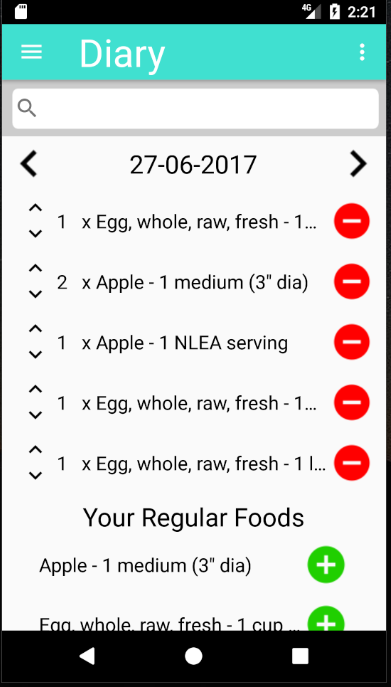 4G 2:21
Diary
27-06-2017
1 x Egg, whole, raw, fresh - 1...
2 x Apple - 1 medium (3" dia)
1 x Apple - 1 NLEA serving
1 x Egg, whole, raw, fresh - 1...
1 x Egg, whole, raw, fresh - 1 l...
Your Regular Foods
Apple - 1 medium (3" dia)
Egg, whole, raw, fresh - 1 cup ...